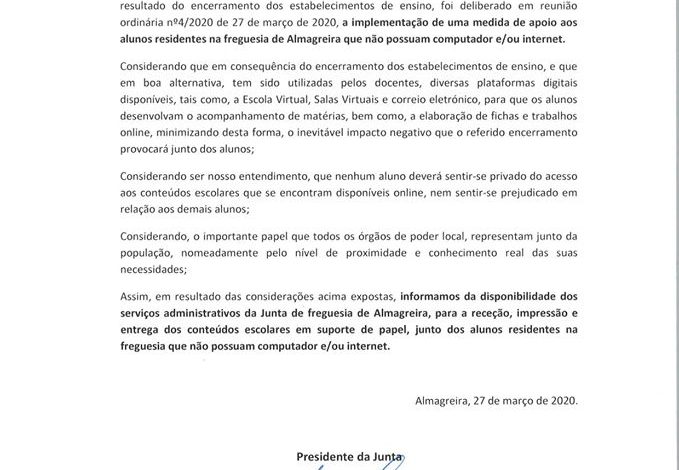 resultado do encerramento dos estabelecimentos de ensino, foi deliberado em reunião
ordinária nº4/2020 de 27 de março de 2020, a implementação de uma medida de apoio aos
alunos residentes na freguesia de Almagreira que não possuam computador e/ou internet.
Considerando que em consequência do encerramento dos estabelecimentos de ensino, e que
em boa alternativa, tem sido utilizadas pelos docentes, diversas plataformas digitais
disponíveis, tais como, a Escola Virtual, Salas Virtuais e correio eletrónico, para que os alunos
desenvolvam o acompanhamento de matérias, bem como, a elaboração de fichas e trabalhos
online, minimizando desta forma, o inevitável impacto negativo que o referido encerramento
provocará junto dos alunos;
Considerando ser nosso entendimento, que nenhum aluno deverá sentir-se privado do acesso
aos conteúdos escolares que se encontram disponíveis online, nem sentir-se prejudicado em
relação aos demais alunos;
Considerando, o importante papel que todos os órgãos de poder local, representam junto da
população, nomeadamente pelo nível de proximidade e conhecimento real das suas
necessidades;
Assim, em resultado das considerações acima expostas, informamos da disponibilidade dos
serviços administrativos da Junta de freguesia de Almagreira, para a receção, impressão e
entrega dos conteúdos escolares em suporte de papel, junto dos alunos residentes na
freguesia que não possuam computador e/ou internet.
Almagreira, 27 de março de 2020.
Presidente da Junta